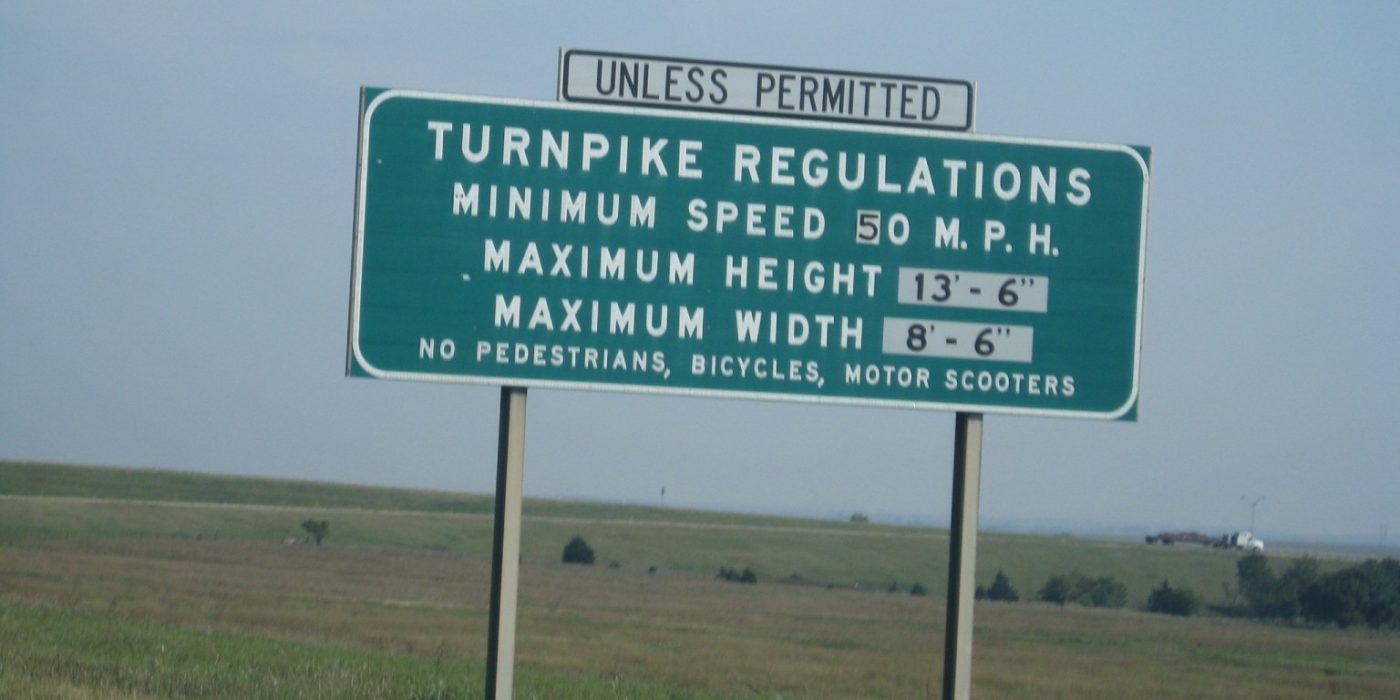 UNLESS PERMITTED
TURNPIKE REGULATIONS
MINIMUM SPEED 50 M. P. H.
MAXIMUM HEIGHT 13' - 6"
MAXIMUM WIDTH 8' - 6"
NO PEDESTRIANS, BICYCLES, MOTOR SCOOTERS